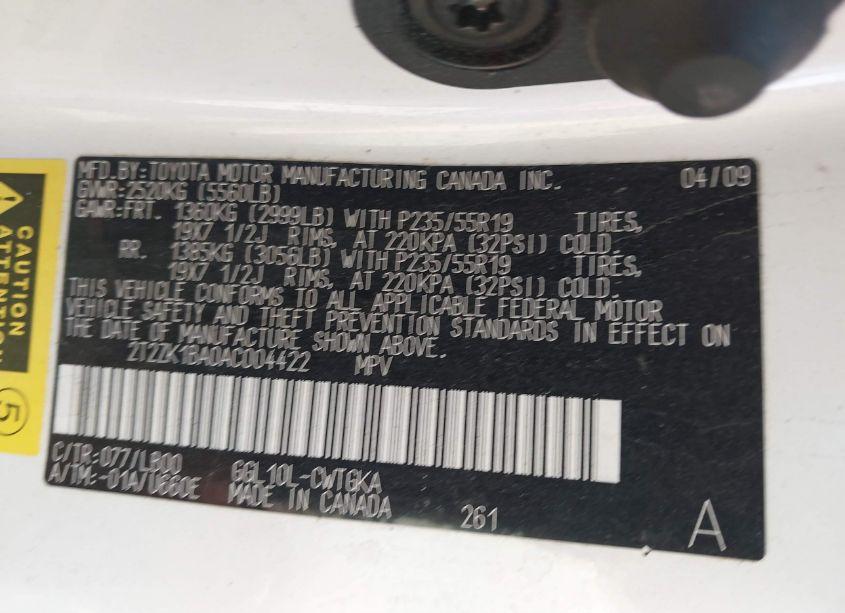 MFD.BY:TOYOTA MOTOR MANUFACTURING CANADA INC. 04/09
GVWR:2520KG (5560LB)
GAWR:FRT. 1360KG (2999LB) WITH P235/55R19 TIRES,
19X7 1/2J RIMS, AT 220KPA (32PSI) COLD.
RR. 1385KG (3056LB) WITH P235/55R19 TIRES,
19X7 1/2J RIMS, AT 220KPA (32PSI) COLD.
THIS VEHICLE CONFORMS TO ALL APPLICABLE FEDERAL MOTOR
VEHICLE SAFETY AND THEFT PREVENTION STANDARDS IN EFFECT ON
THE DATE OF MANUFACTURE SHOWN ABOVE.
2T2ZK1BA0AC004422 MPV
C/TR:077/LB00 GGL10L-CWTGKA
A/TM:-01A/U660E MADE IN CANADA
261
A
CAUTION
ATTENTION
5